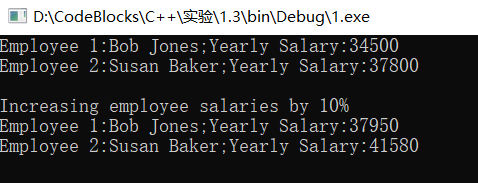 D:\CodeBlocks\C++\实验\1.3\bin\Debug\1.exe
Employee 1:Bob Jones;Yearly Salary:34500
Employee 2:Susan Baker;Yearly Salary:37800
Increasing employee salaries by 10%
Employee 1:Bob Jones;Yearly Salary:37950
Employee 2:Susan Baker;Yearly Salary:41580